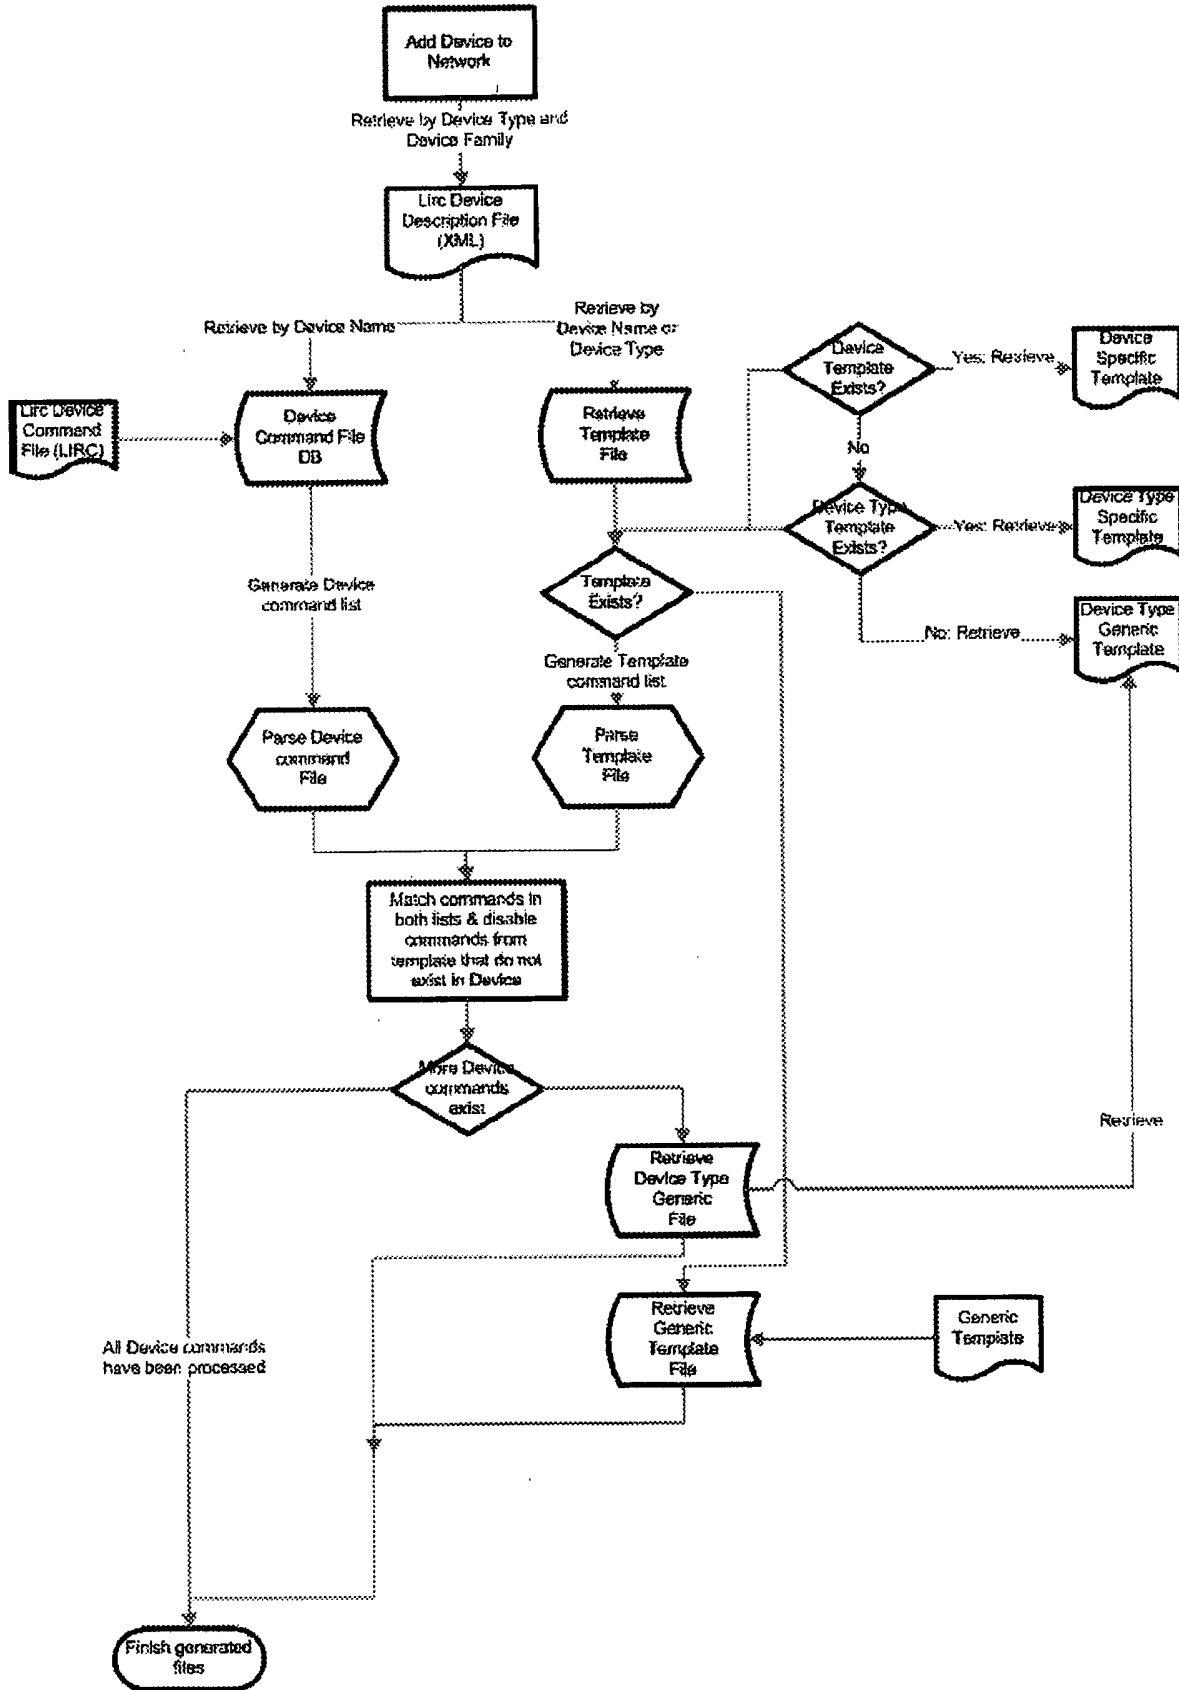 Add Device to
Network
Retrieve by Device Type and
Device Family
Lirc Device
Description File
(XML)
Retrieve by Device Name
Retrieve by
Device Name or
Device Type
Device
Template
Exists?
Yes: Retrieve
Device
Specific
Template
Lirc Device
Command
File (LIRC)
Device
Command File
DB
Retrieve
Template
File
No
Device Type
Template
Exists?
Yes: Retrieve
Device Type
Specific
Template
Generate Device
command list
Template
Exists?
No: Retrieve
Device Type
Generic
Template
Generate Template
command list
Parse Device
command
File
Parse
Template
File
Match commands in
both lists & disable
commands from
template that do not
exist in Device
More Device
commands
exist
Retrieve
Retrieve
Device Type
Generic
File
Retrieve
Generic
Template
File
Generic
Template
All Device commands
have been processed
Finish generated
files